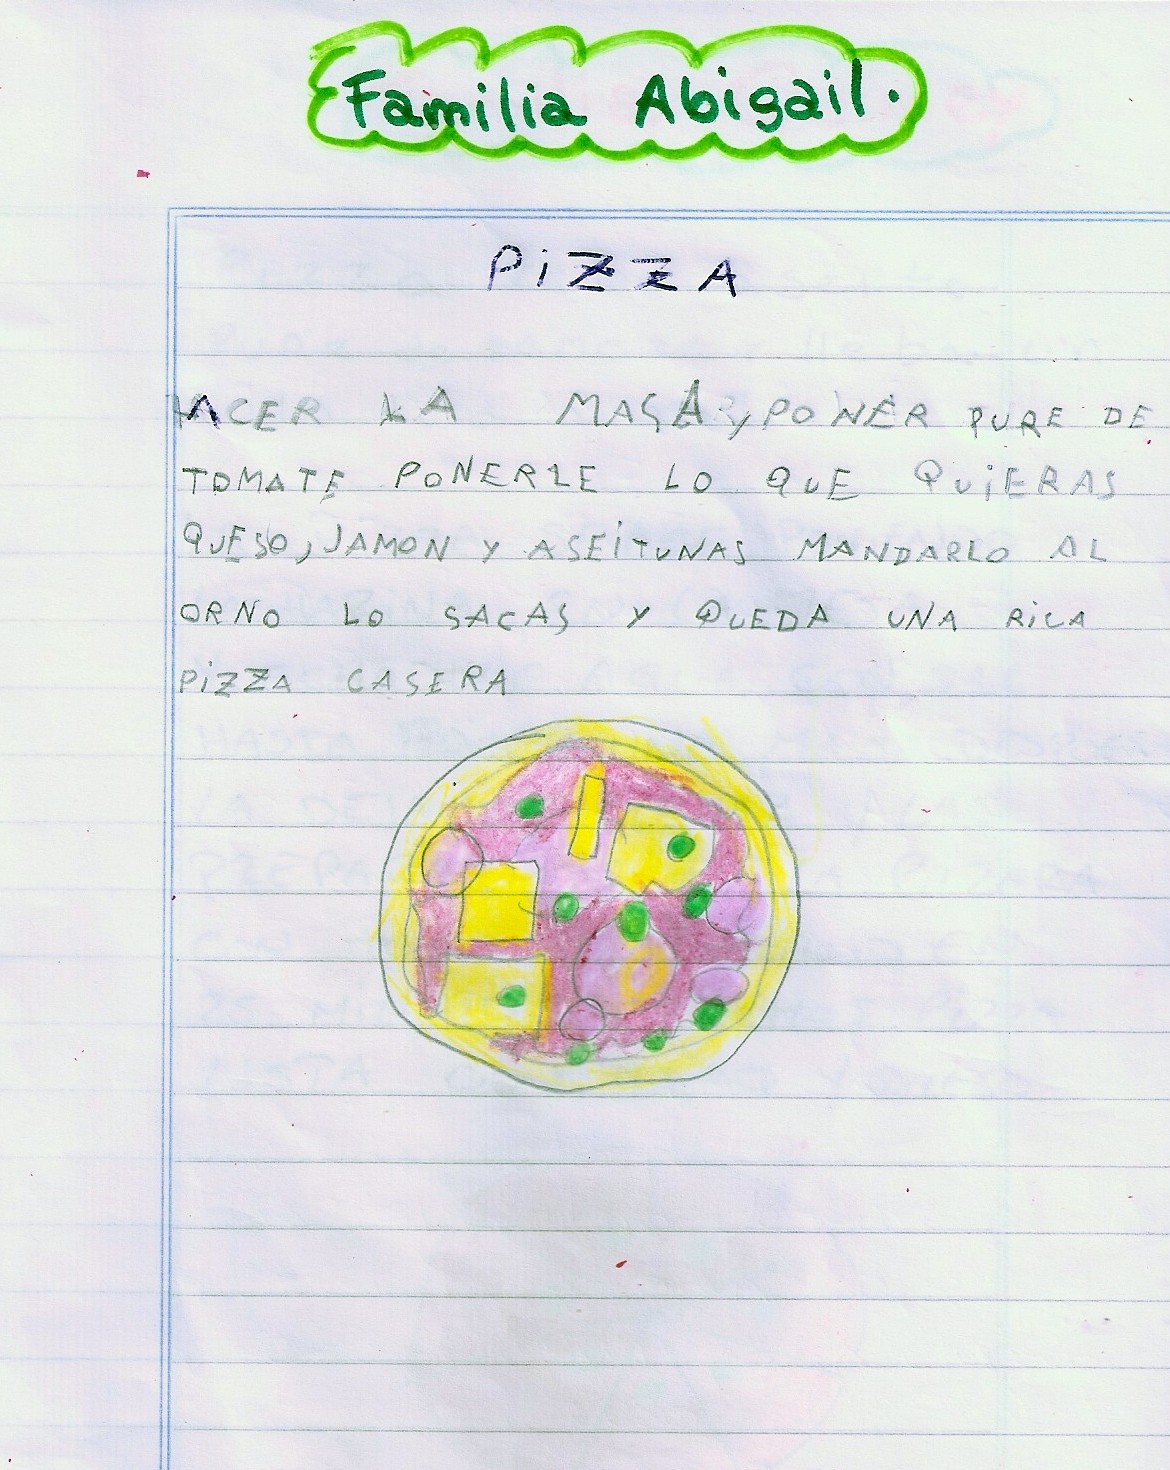 Familia Abigail.
PiZZA
HACER LA MASA, PONER PURE DE
TOMATE PONERLE LO QUE QUiERAS
QUESO, JAMON Y ASEiTUNAS MANDARLO AL
ORNO LO SACAS Y QUEDA UNA RiCA
PiZZA CASERA